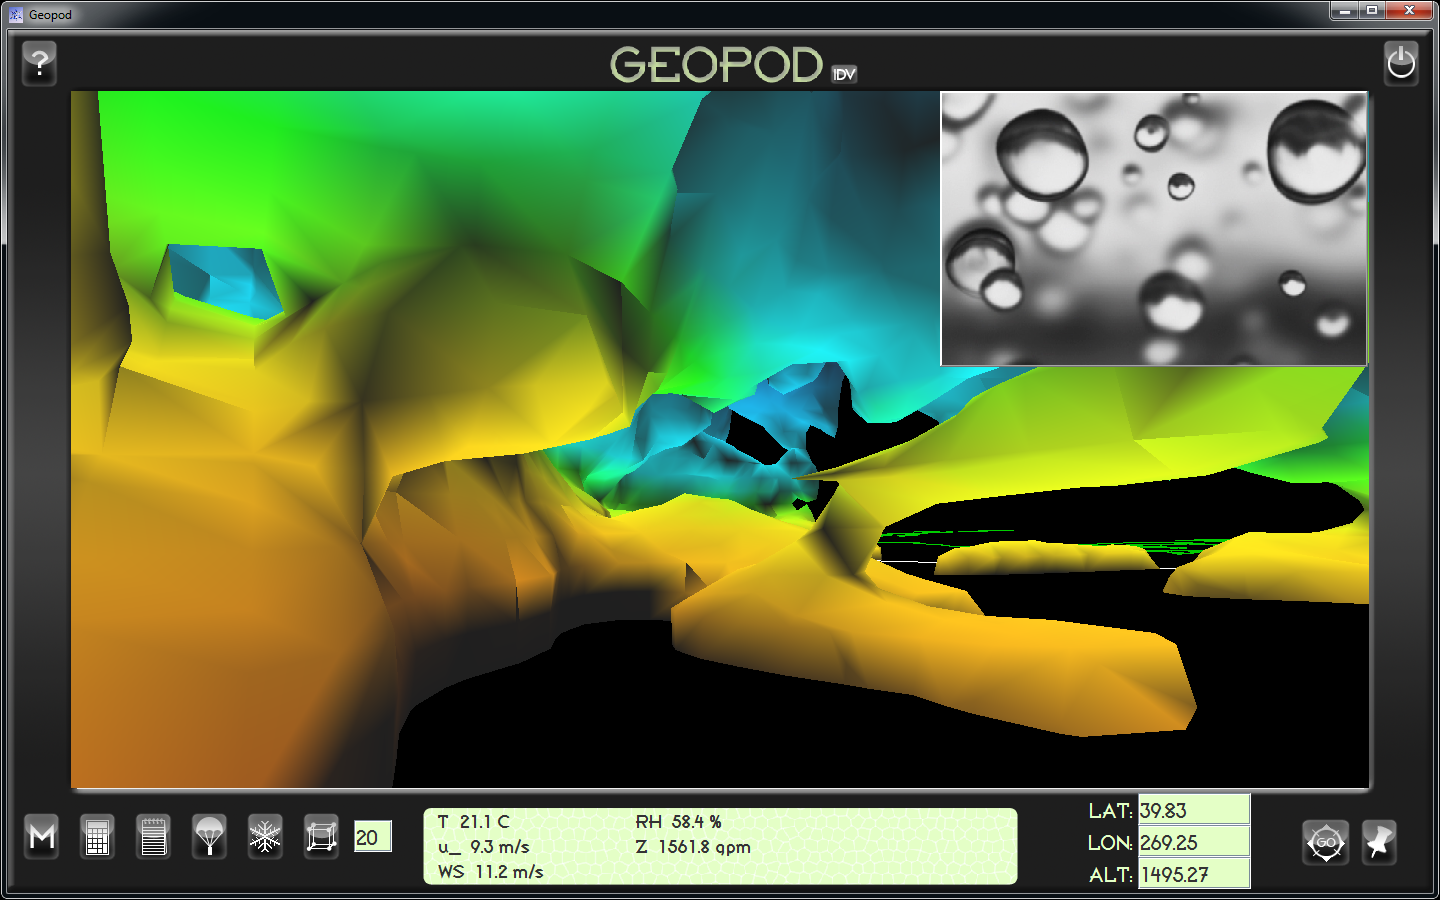 Geopod
?
GEOPOD IDV
M
20
T 21.1 C
RH 58.4 %
u_ 9.3 m/s
Z 1561.8 gpm
WS 11.2 m/s
LAT: 39.83
LON: 269.25
ALT: 1495.27
GO